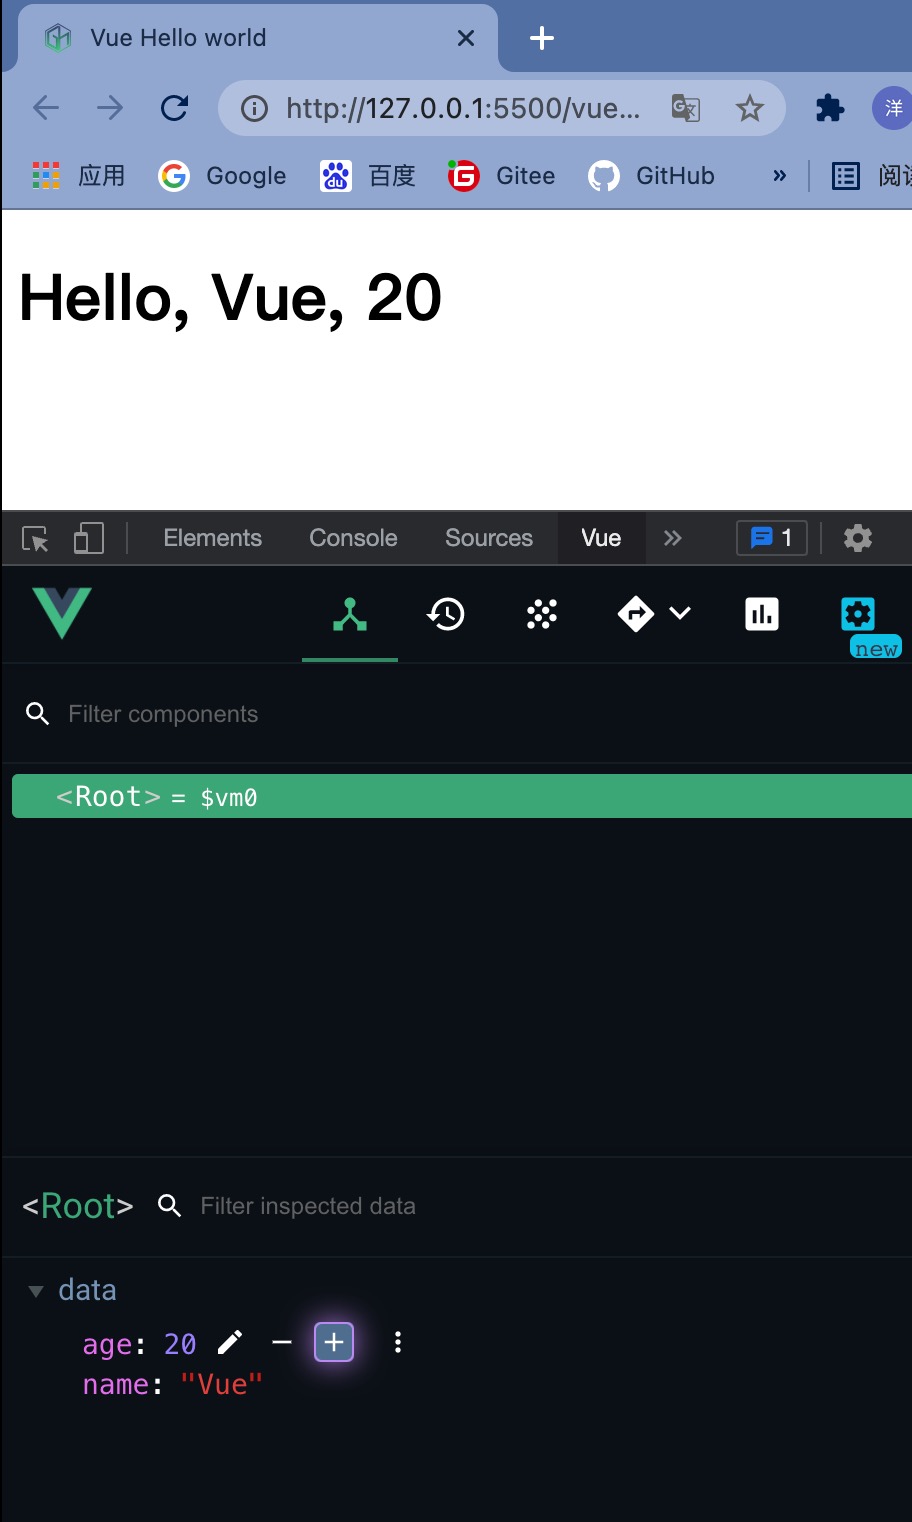 Vue Hello world
http://127.0.0.1:5500/vue...
洋
应用 Google 百度 Gitee GitHub » 阅读
Hello, Vue, 20
Elements Console Sources Vue » 1
new
Filter components
<Root> = $vm0
<Root> Filter inspected data
data
age: 20
name: "Vue"